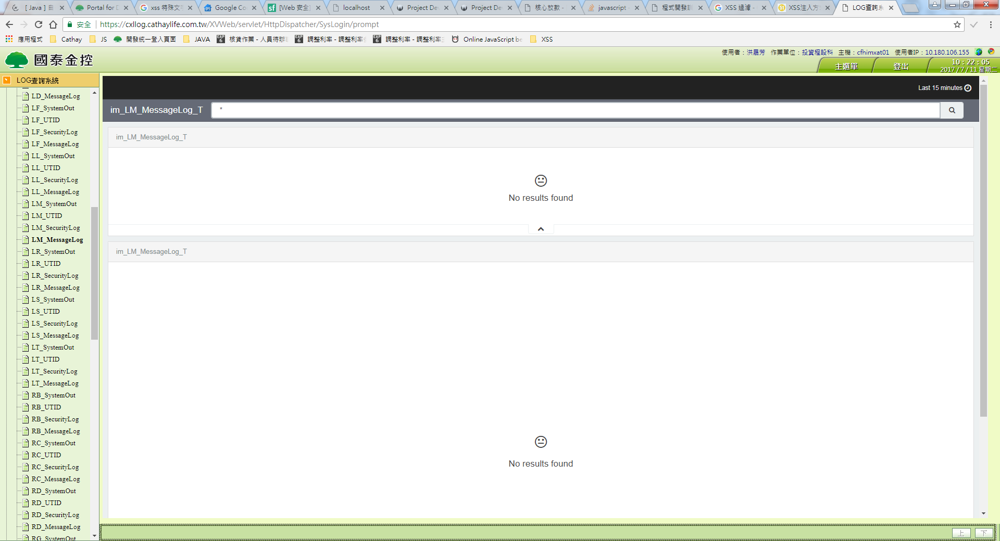 [ Java ] 自
Portal for D
xss 特殊文字
Google Co
[Web 安全]
localhost
Project De
Project De
核心放款 -
javascript -
程式開發訓
XSS 過濾 -
XSS注入方
LOG查詢系
安全
https://cxllog.cathaylife.com.tw/XVWeb/servlet/HttpDispatcher/SysLogin/prompt
應用程式
Cathay
JS
開發統一登入頁面
JAVA
核貸作業 - 人員待辦
調整利率 - 調整利率
調整利率 - 調整利率
Online JavaScript be
XSS
國泰金控
使用者：洪晨芳 作業單位：投資程設科 主機：cfhimxat01 使用者IP：10.180.106.155
主選單
登出
10：22：05
2017 / 7 / 11 星期二
LOG查詢系統
LD_MessageLog
LF_SystemOut
LF_UTID
LF_SecurityLog
LF_MessageLog
LL_SystemOut
LL_UTID
LL_SecurityLog
LL_MessageLog
LM_SystemOut
LM_UTID
LM_SecurityLog
LM_MessageLog
LR_SystemOut
LR_UTID
LR_SecurityLog
LR_MessageLog
LS_SystemOut
LS_UTID
LS_SecurityLog
LS_MessageLog
LT_SystemOut
LT_UTID
LT_SecurityLog
LT_MessageLog
RB_SystemOut
RB_UTID
RB_SecurityLog
RB_MessageLog
RC_SystemOut
RC_UTID
RC_SecurityLog
RC_MessageLog
RD_SystemOut
RD_UTID
RD_SecurityLog
RD_MessageLog
RG_SystemOut
Last 15 minutes
im_LM_MessageLog_T
*
im_LM_MessageLog_T
No results found
im_LM_MessageLog_T
No results found
上
下